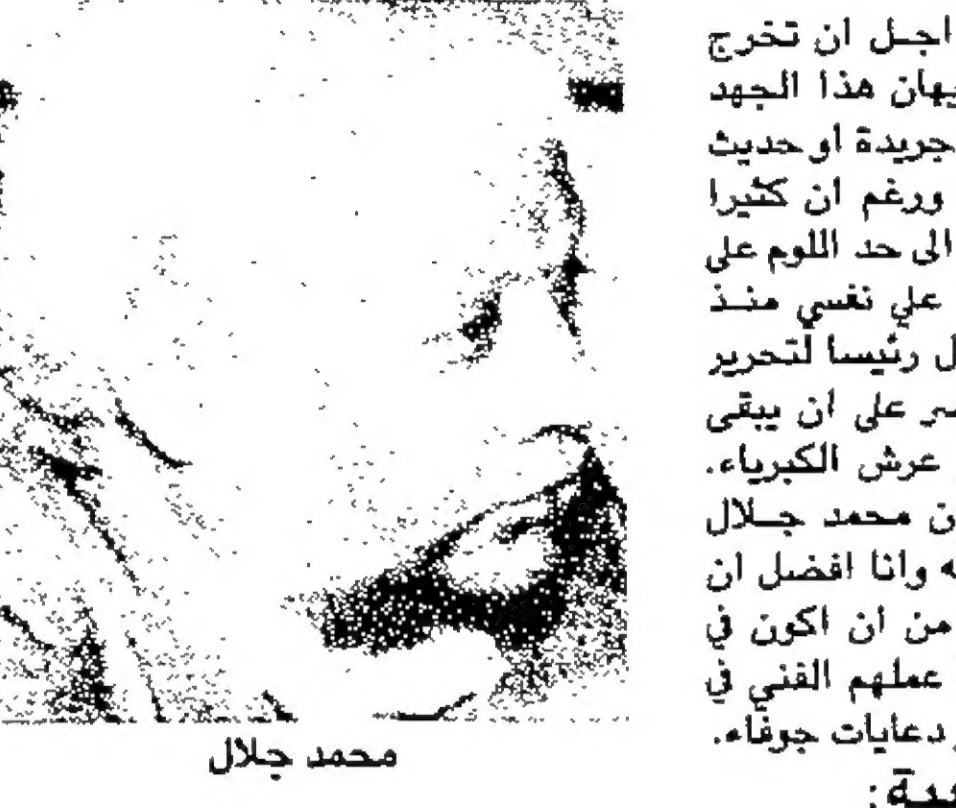 اجل ان تخرج
يهان هذا الجهد
جريدة او حديث
ورغم ان كثيرا
الى حد اللوم على
علي نفسي منذ
ل رئيسا لتحرير
صر على ان يبقى
عرش الكبرياء.
ن محمد جلال
ه وانا افضل ان
من ان اكون في
عملهم الفني في
دعايات جوفاء.
محمد جلال